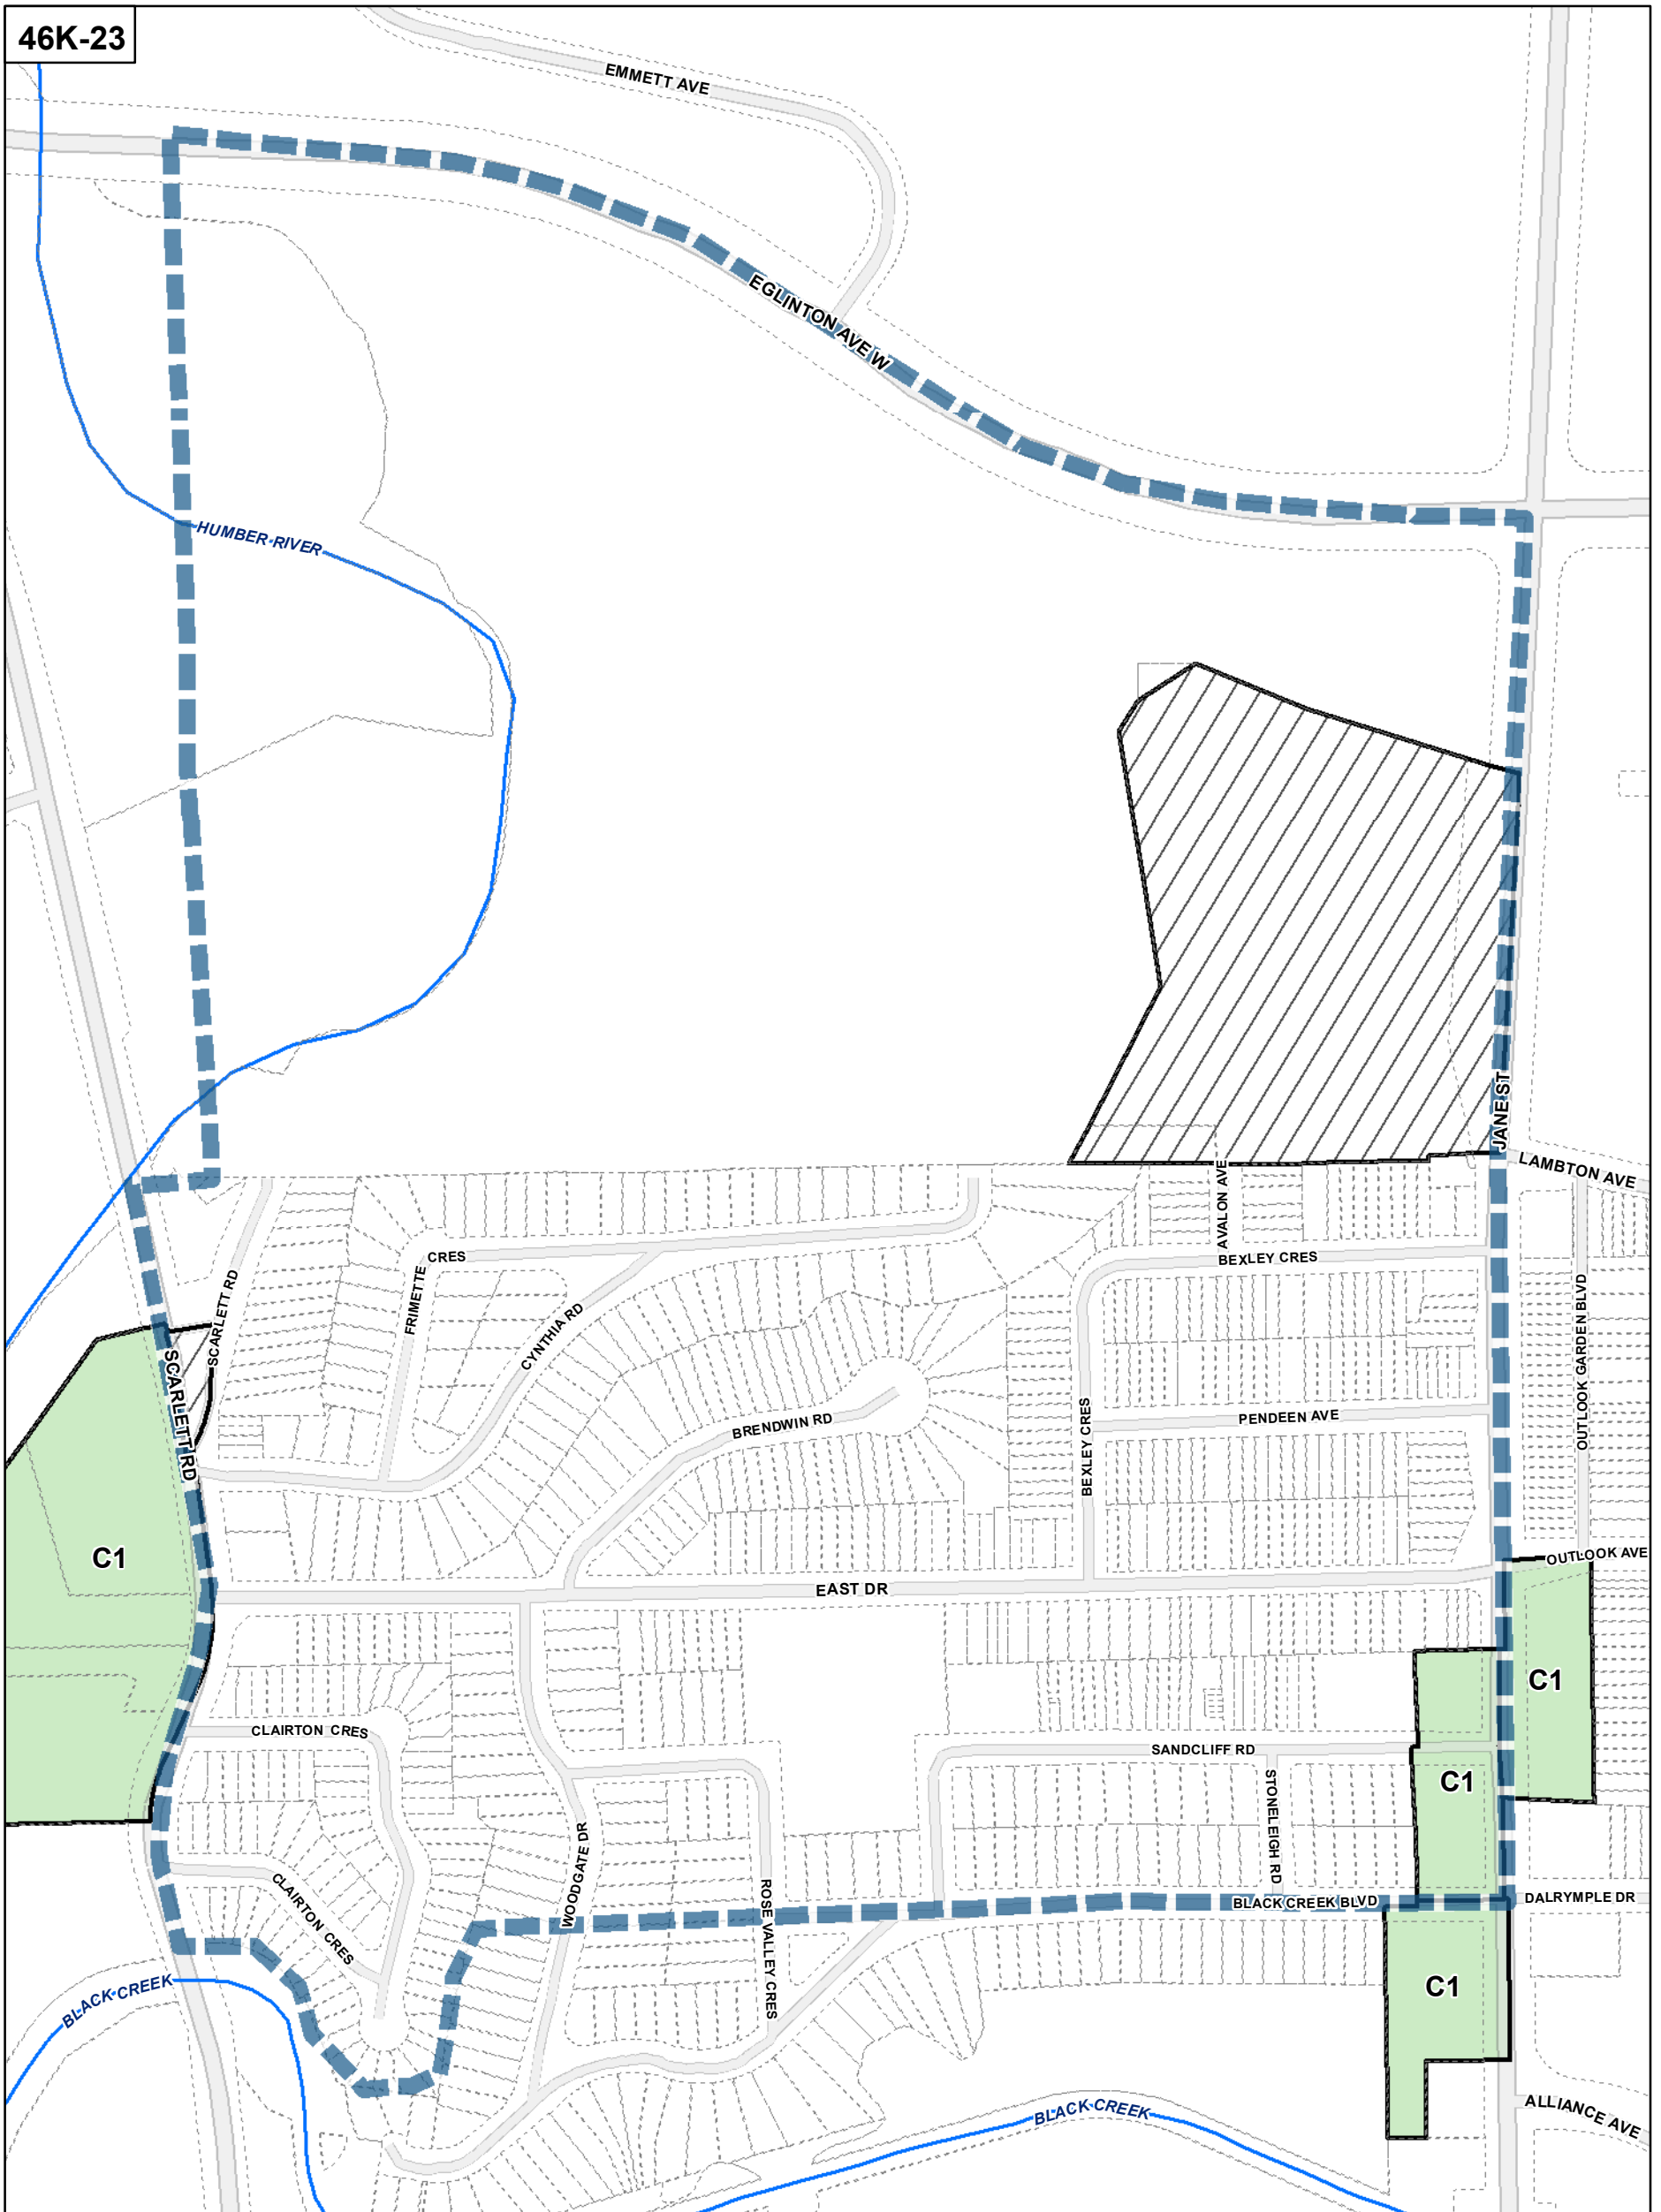 46K-23
EMMETT AVE
EGLINTON AVE W
HUMBER RIVER
JANE ST
LAMBTON AVE
AVALON AVE
BEXLEY CRES
CRES
FRIMETTE
SCARLETT RD
CYNTHIA RD
OUTLOOK GARDEN BLVD
SCARLETT RD
BRENDWIN RD
PENDEEN AVE
BEXLEY CRES
C1
OUTLOOK AVE
EAST DR
C1
CLAIRTON CRES
SANDCLIFF RD
C1
STONELEIGH RD
WOODGATE DR
ROSE VALLEY CRES
BLACK CREEK BLVD
DALRYMPLE DR
CLAIRTON CRES
BLACK CREEK
C1
BLACK CREEK
ALLIANCE AVE